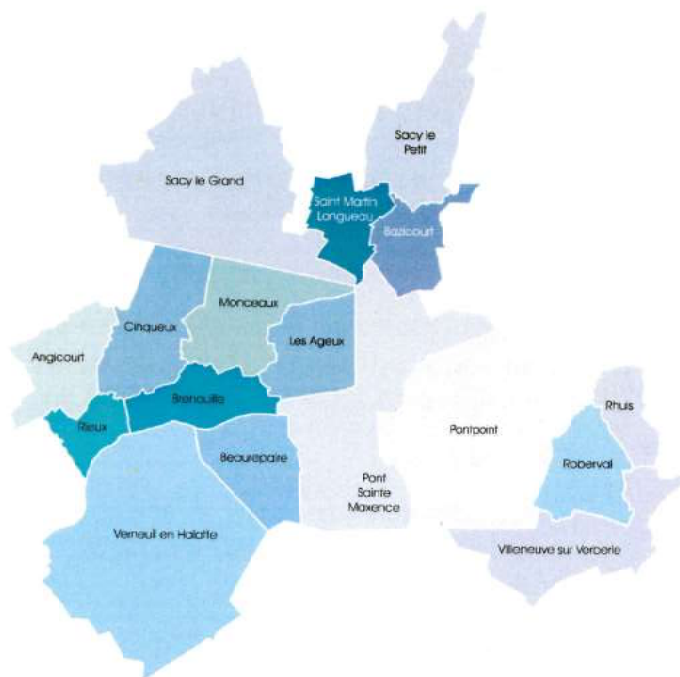 Sacy le
Petit
Sacy le Grand
Saint Martin
Longueau
Bazicourt
Monceaux
Cinqueux
Les Ageux
Angicourt
Brenouille
Rieux
Rhuis
Pontpoint
Beaurepaire
Roberval
Pont
Sainte
Maxence
Verneuil en Halatte
Villeneuve sur Verberie